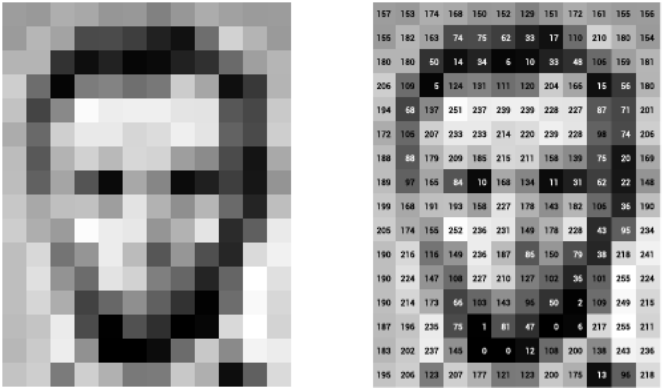 157 153 174 168 150 152 129 151 172 161 155 156
155 182 163 74 75 62 33 17 110 210 180 154
180 180 50 14 34 6 10 33 48 106 159 181
206 109 5 124 131 111 120 204 166 15 56 180
194 68 137 251 237 239 239 228 227 87 71 201
172 105 207 233 233 214 220 239 228 98 74 206
188 88 179 209 185 215 211 158 139 75 20 169
189 97 165 84 10 168 134 11 31 62 22 148
199 168 191 193 158 227 178 143 182 105 36 190
205 174 155 252 236 231 149 178 228 43 95 234
190 216 116 149 236 187 85 150 79 38 218 241
190 224 147 108 227 210 127 102 36 101 255 224
190 214 173 66 103 143 95 50 2 109 249 215
187 196 235 75 1 81 47 0 6 217 255 211
183 202 237 145 0 0 12 108 200 138 243 236
195 206 123 207 177 121 123 200 175 13 96 218